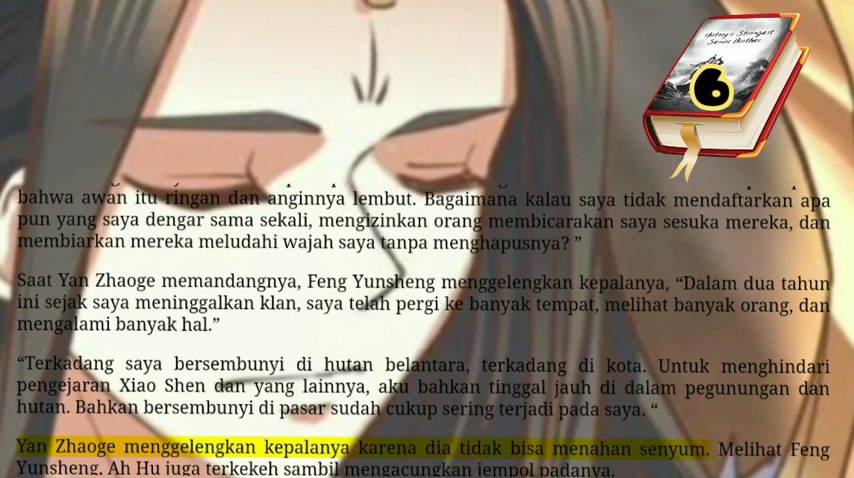 History's Strongest
Senior Brother
6
bahwa awan itu ringan dan anginnya lembut. Bagaimana kalau saya tidak mendaftarkan apa
pun yang saya dengar sama sekali, mengizinkan orang membicarakan saya sesuka mereka, dan
membiarkan mereka meludahi wajah saya tanpa menghapusnya? ”
Saat Yan Zhaoge memandangnya, Feng Yunsheng menggelengkan kepalanya, “Dalam dua tahun
ini sejak saya meninggalkan klan, saya telah pergi ke banyak tempat, melihat banyak orang, dan
mengalami banyak hal.”
“Terkadang saya bersembunyi di hutan belantara, terkadang di kota. Untuk menghindari
pengejaran Xiao Shen dan yang lainnya, aku bahkan tinggal jauh di dalam pegunungan dan
hutan. Bahkan bersembunyi di pasar sudah cukup sering terjadi pada saya. “
Yan Zhaoge menggelengkan kepalanya karena dia tidak bisa menahan senyum. Melihat Feng
Yunsheng, Ah Hu juga terkekeh sambil mengacungkan jempol padanya.